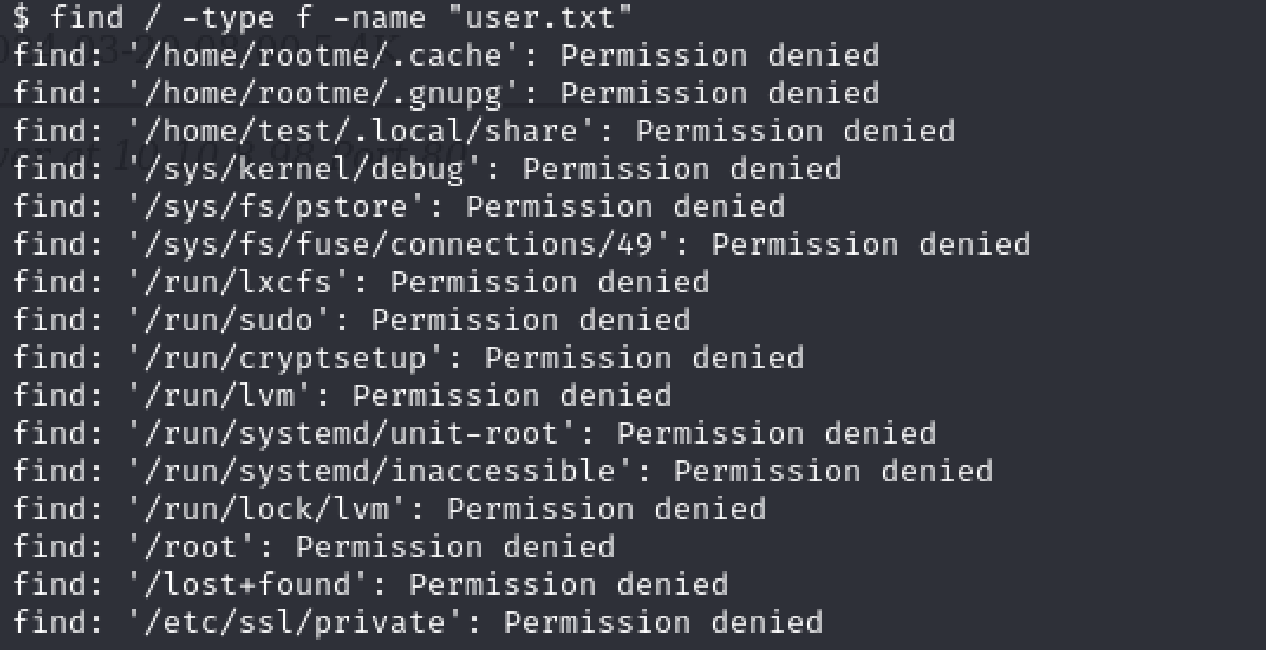 $ find / -type f -name "user.txt"
find: '/home/rootme/.cache': Permission denied
find: '/home/rootme/.gnupg': Permission denied
find: '/home/test/.local/share': Permission denied
find: '/sys/kernel/debug': Permission denied
find: '/sys/fs/pstore': Permission denied
find: '/sys/fs/fuse/connections/49': Permission denied
find: '/run/lxcfs': Permission denied
find: '/run/sudo': Permission denied
find: '/run/cryptsetup': Permission denied
find: '/run/lvm': Permission denied
find: '/run/systemd/unit-root': Permission denied
find: '/run/systemd/inaccessible': Permission denied
find: '/run/lock/lvm': Permission denied
find: '/root': Permission denied
find: '/lost+found': Permission denied
find: '/etc/ssl/private': Permission denied